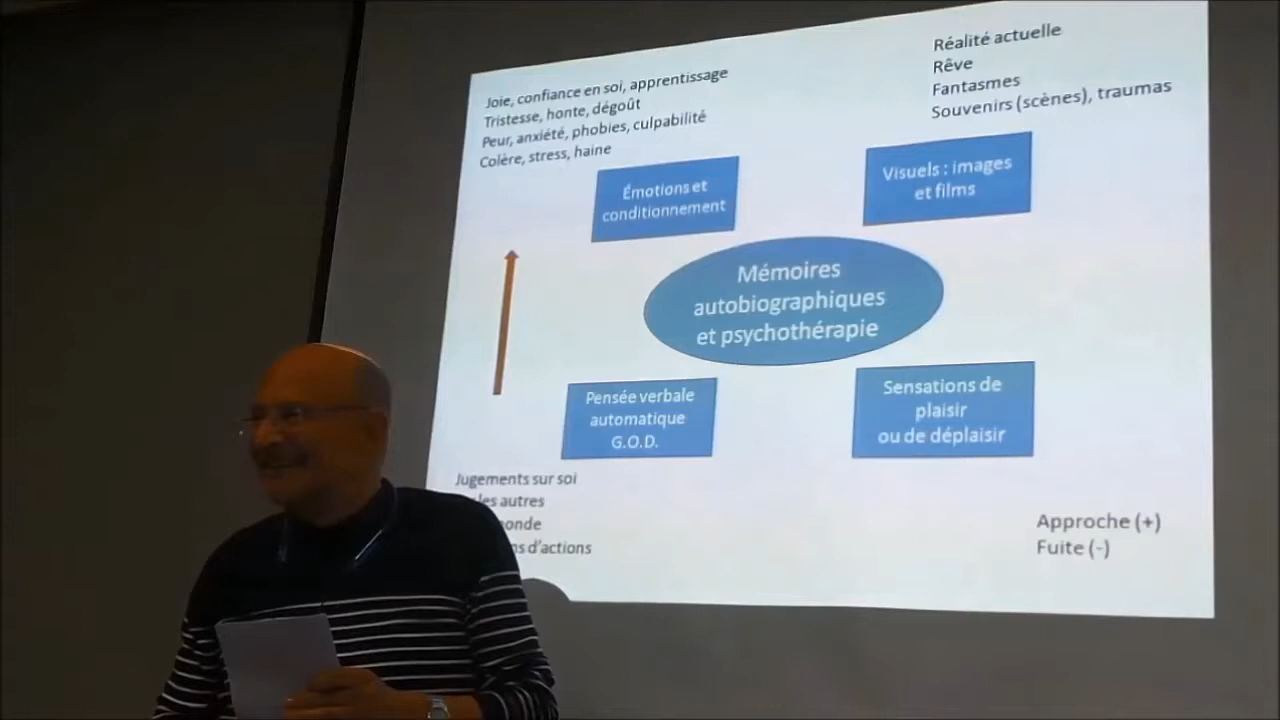 Joie, confiance en soi, apprentissage
Tristesse, honte, dégoût
Peur, anxiété, phobies, culpabilité
Colère, stress, haine
Réalité actuelle
Rêve
Fantasmes
Souvenirs (scènes), traumas
Émotions et
conditionnement
Visuels : images
et films
Mémoires
autobiographiques
et psychothérapie
Pensée verbale
automatique
G.O.D.
Sensations de
plaisir
ou de déplaisir
Jugements sur soi
les autres
d'actions
Approche (+)
Fuite (-)